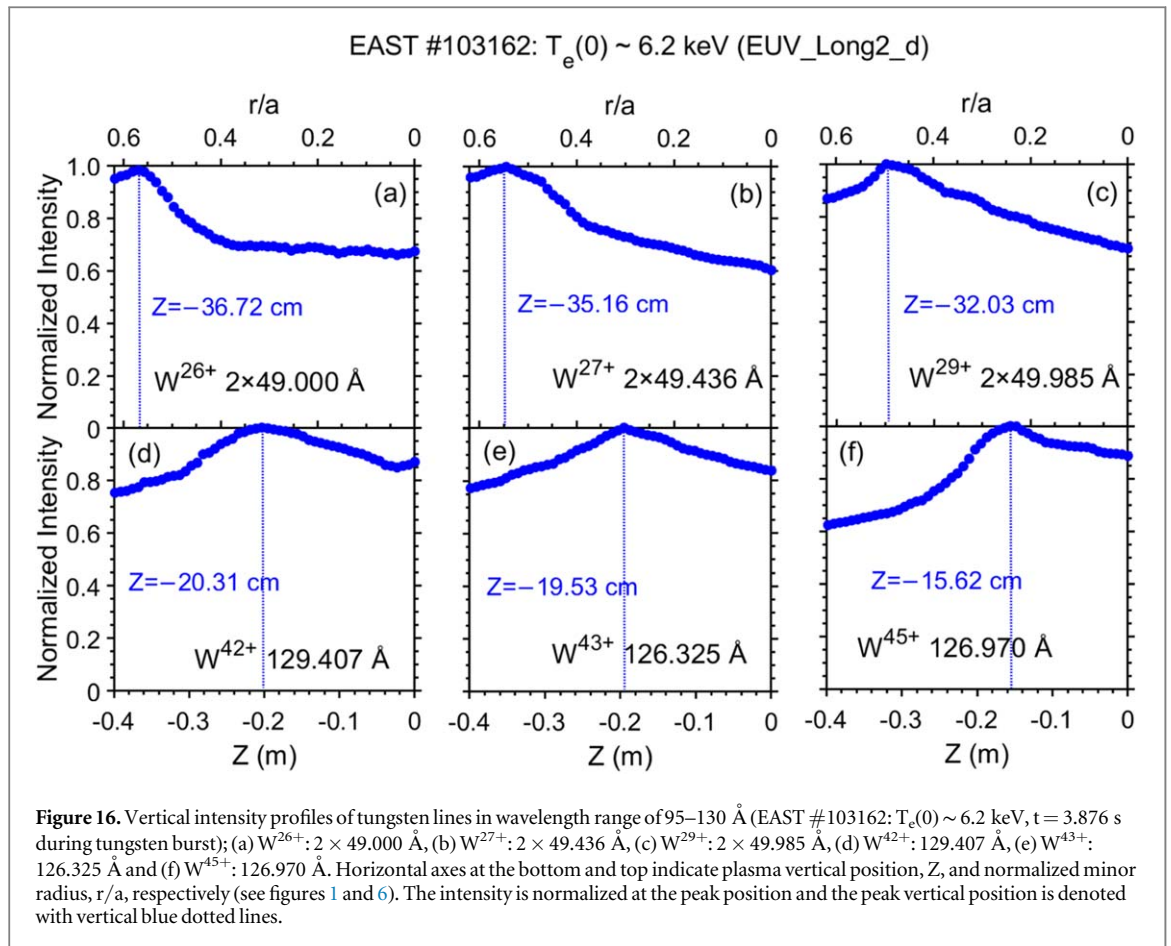 EAST #103162: Te(0) ~ 6.2 keV (EUV_Long2_d)
r/a r/a r/a
0.6 0.4 0.2 0 0.6 0.4 0.2 0 0.6 0.4 0.2 0
Normalized Intensity
1.0
0.8
0.6
0.4
0.2
0
(a)
Z=−36.72 cm
W26+ 2×49.000 Å
(b)
Z=−35.16 cm
W27+ 2×49.436 Å
(c)
Z=−32.03 cm
W29+ 2×49.985 Å
Normalized Intensity
0.8
0.6
0.4
0.2
0
(d)
Z=−20.31 cm
W42+ 129.407 Å
(e)
Z=−19.53 cm
W43+ 126.325 Å
(f)
Z=−15.62 cm
W45+ 126.970 Å
-0.4 -0.3 -0.2 -0.1 0 -0.4 -0.3 -0.2 -0.1 0 -0.4 -0.3 -0.2 -0.1 0
Z (m) Z (m) Z (m)
Figure 16. Vertical intensity profiles of tungsten lines in wavelength range of 95–130 Å (EAST #103162: Te(0) ~ 6.2 keV, t = 3.876 s
during tungsten burst); (a) W26+: 2 × 49.000 Å, (b) W27+: 2 × 49.436 Å, (c) W29+: 2 × 49.985 Å, (d) W42+: 129.407 Å, (e) W43+:
126.325 Å and (f) W45+: 126.970 Å. Horizontal axes at the bottom and top indicate plasma vertical position, Z, and normalized minor
radius, r/a, respectively (see figures 1 and 6). The intensity is normalized at the peak position and the peak vertical position is denoted
with vertical blue dotted lines.